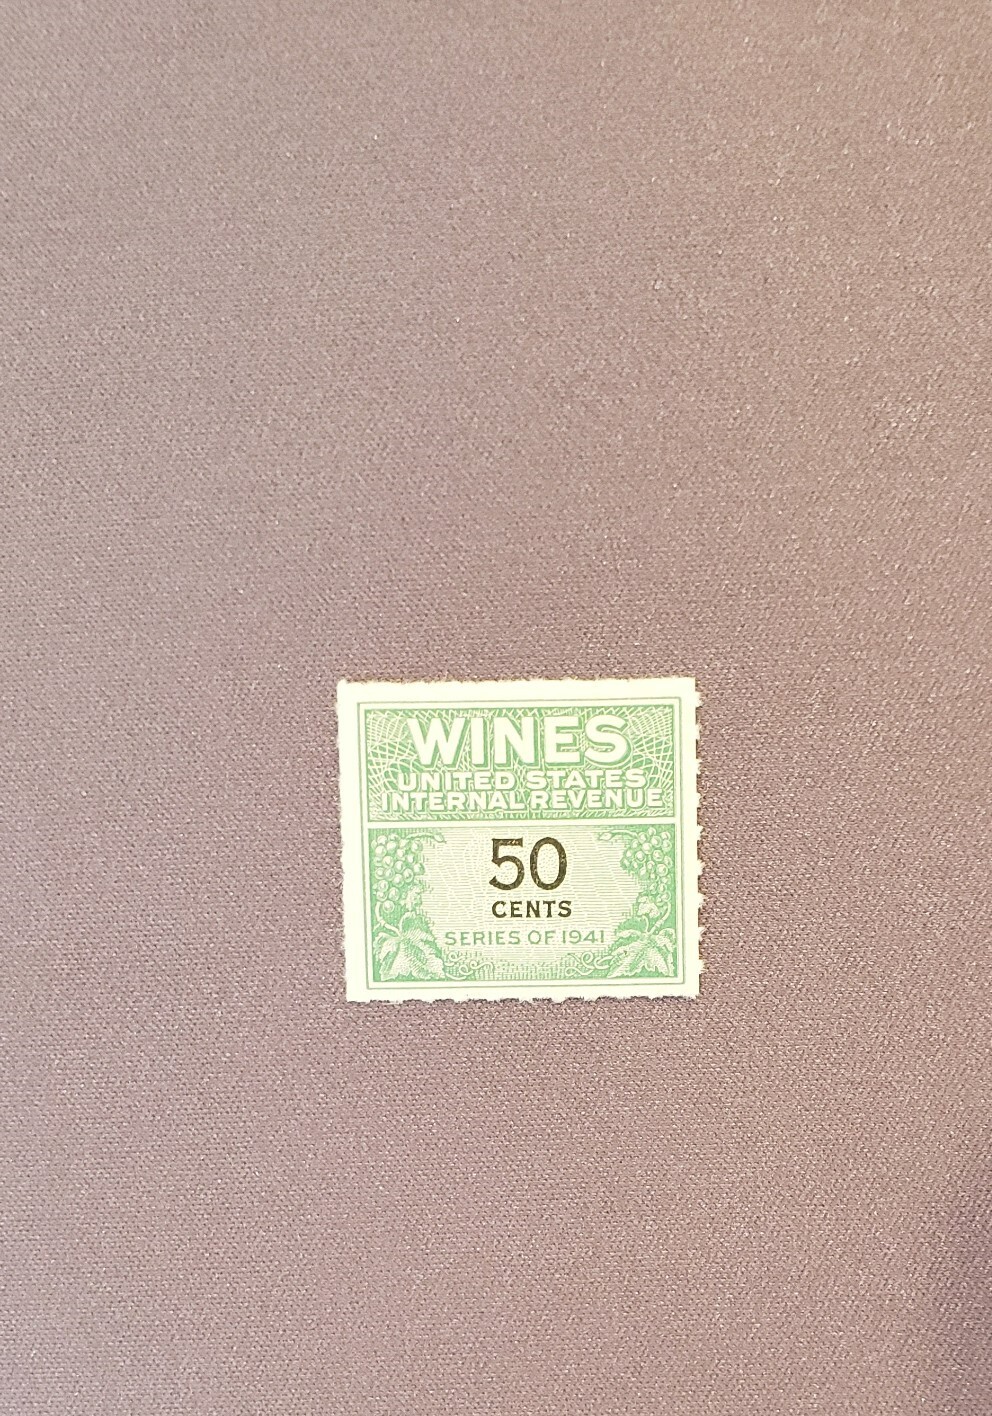 WINES
UNITED STATES
INTERNAL REVENUE
50
CENTS
SERIES OF 1941